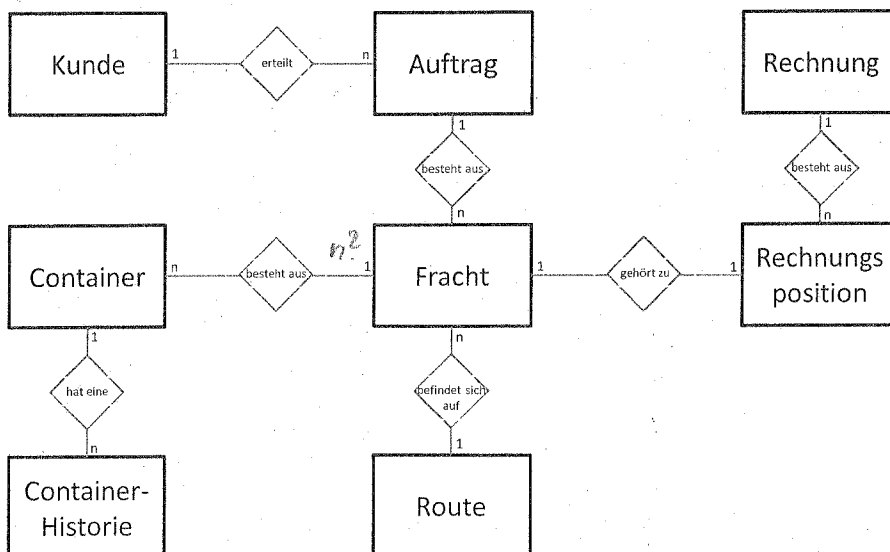 Kunde
1
erteilt
n
Auftrag
Rechnung
1
besteht aus
n
1
besteht aus
n
Container
n
besteht aus
n?
1
Fracht
1
gehört zu
1
Rechnungs
position
1
hat eine
n
n
befindet sich
auf
1
Container-
Historie
Route